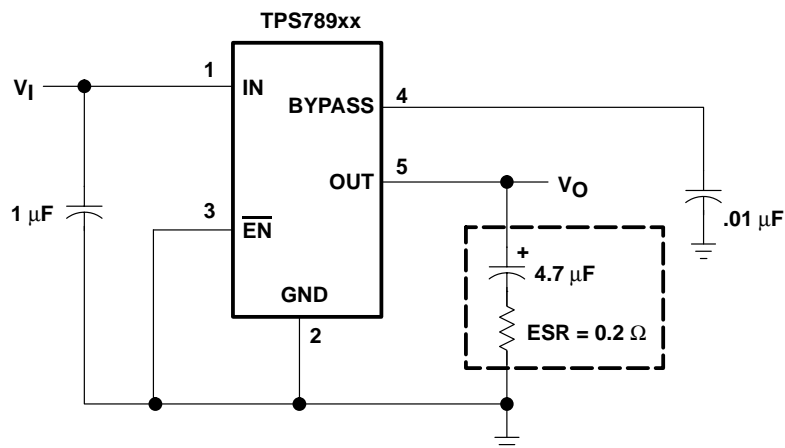 TPS789xx
V_I
1
IN
BYPASS
4
5
OUT
V_O
1 μF
3
E̅N̅
.01 μF
+
4.7 μF
GND
2
ESR = 0.2 Ω